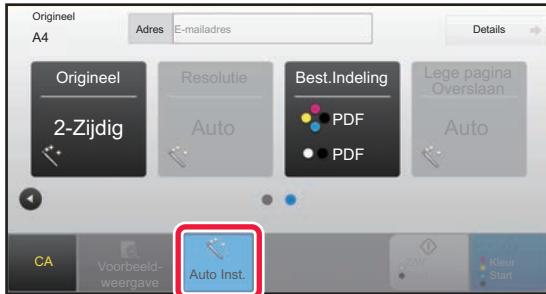 Origineel
A4
Adres E-mailadres
Details
Origineel
2-Zijdig
Resolutie
Auto
Best.Indeling
PDF
PDF
Lege pagina
Overslaan
Auto
CA
Voorbeeld-
weergave
Auto Inst.
Z/W
Start
Kleur
Start